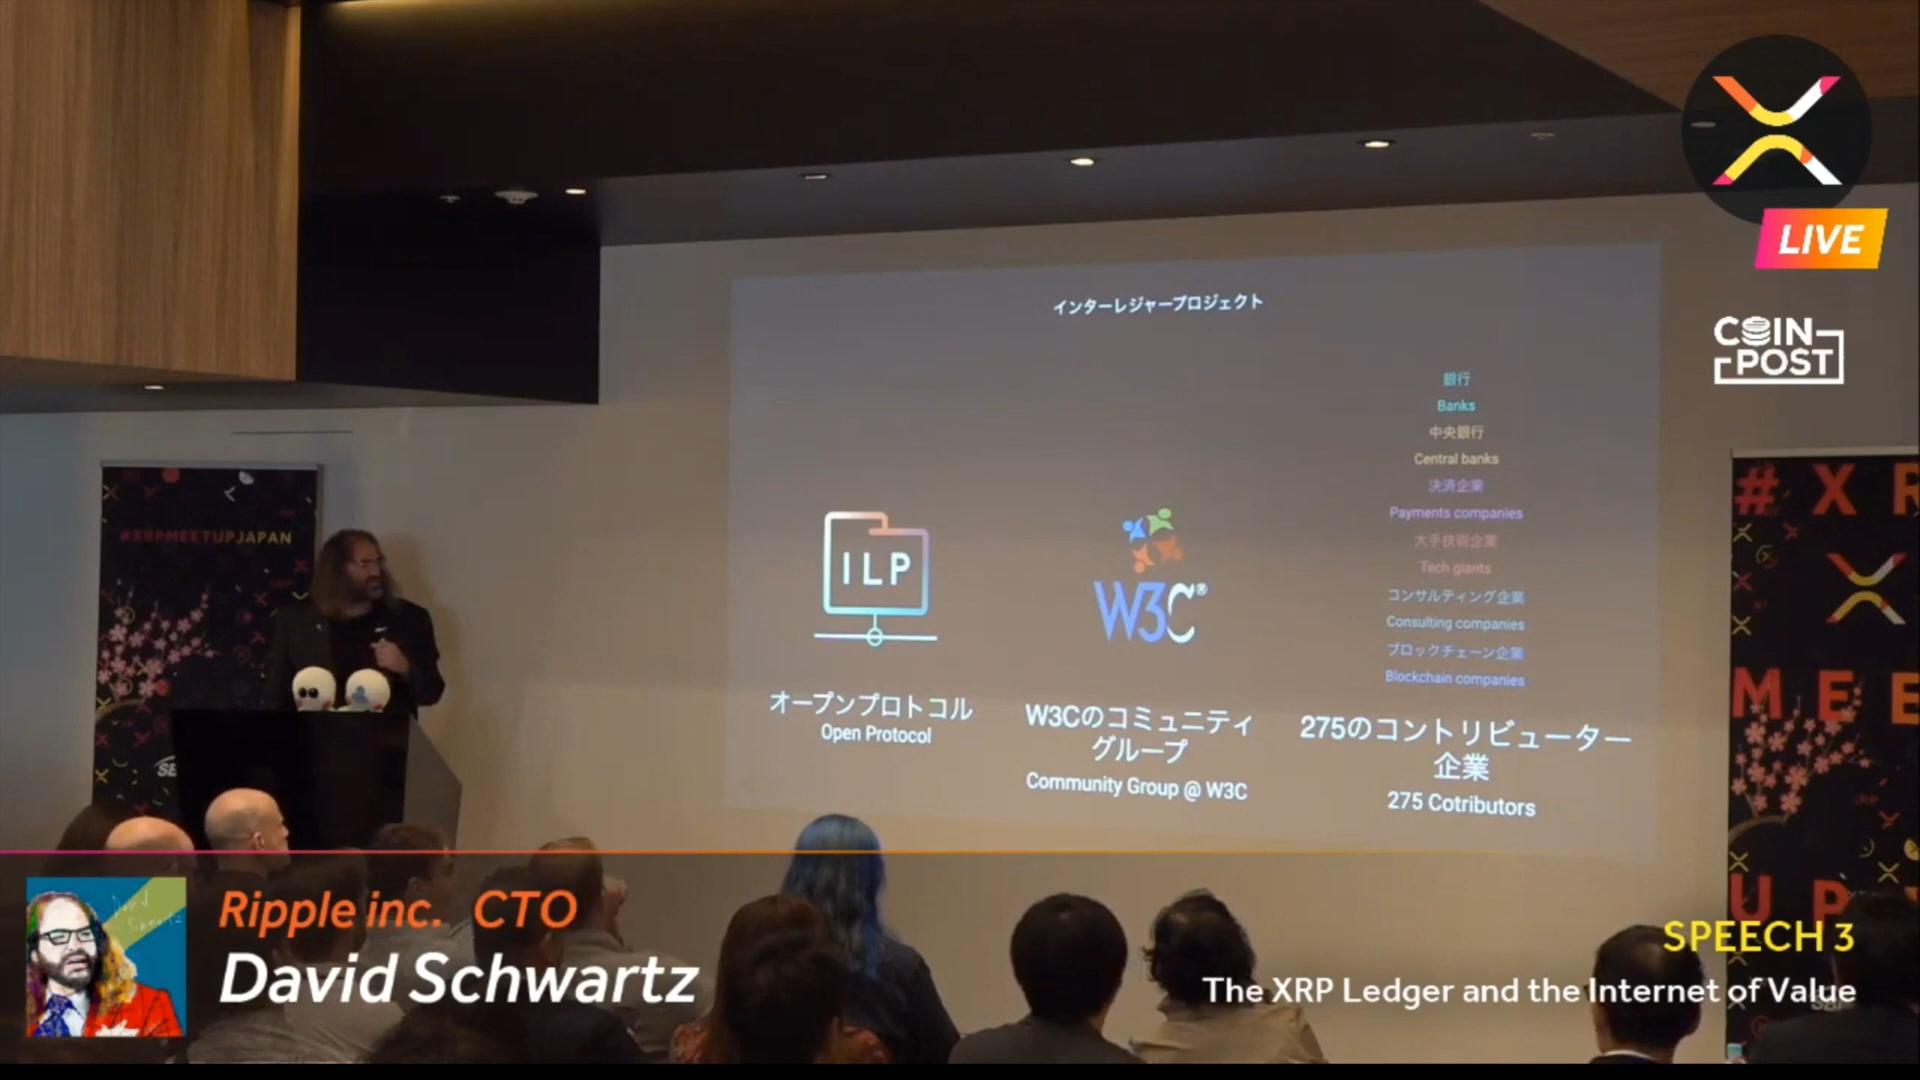 LIVE
COIN
POST
インターレジャープロジェクト
銀行
Banks
中央銀行
Central banks
決済企業
Payments companies
大手技術企業
Tech giants
コンサルティング企業
Consulting companies
ブロックチェーン企業
Blockchain companies
ILP
W3C®
オープンプロトコル
Open Protocol
W3Cのコミュニティ
グループ
Community Group @ W3C
275のコントリビューター
企業
275 Cotributors
#XRPMEETUPJAPAN
# X R
M E E
U P
Ripple inc. CTO
David Schwartz
SPEECH 3
The XRP Ledger and the Internet of Value